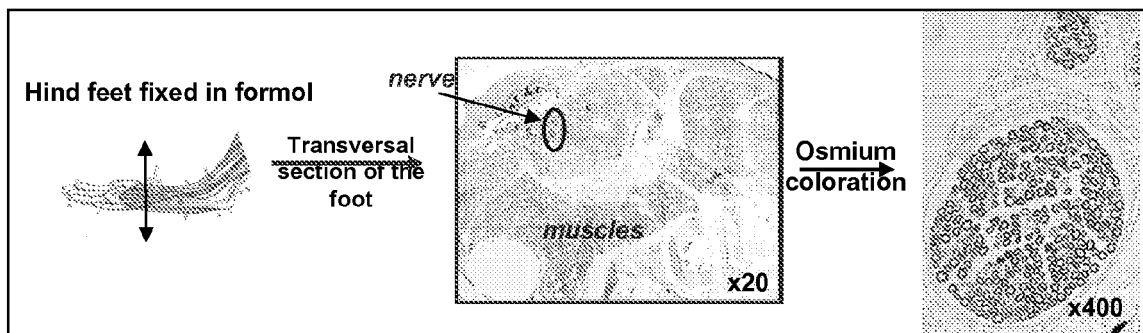 Hind feet fixed in formol
Transversal
section of the
foot
nerve
muscles
x20
Osmium
coloration
x400